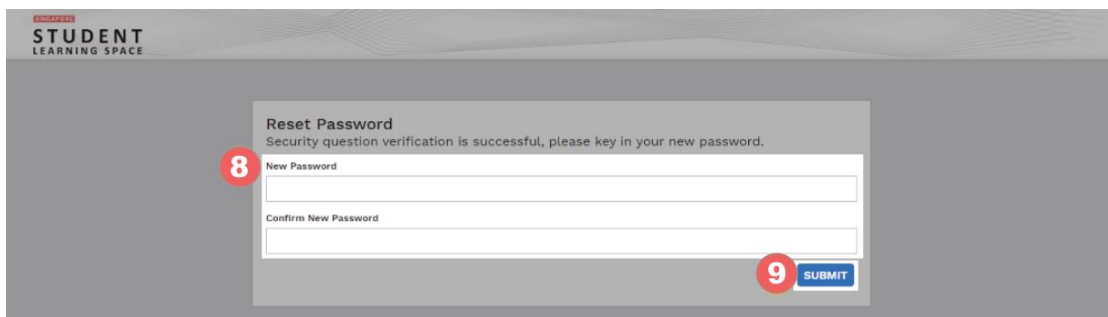 SINGAPORE
STUDENT
LEARNING SPACE
Reset Password
Security question verification is successful, please key in your new password.
8
New Password
Confirm New Password
9
SUBMIT